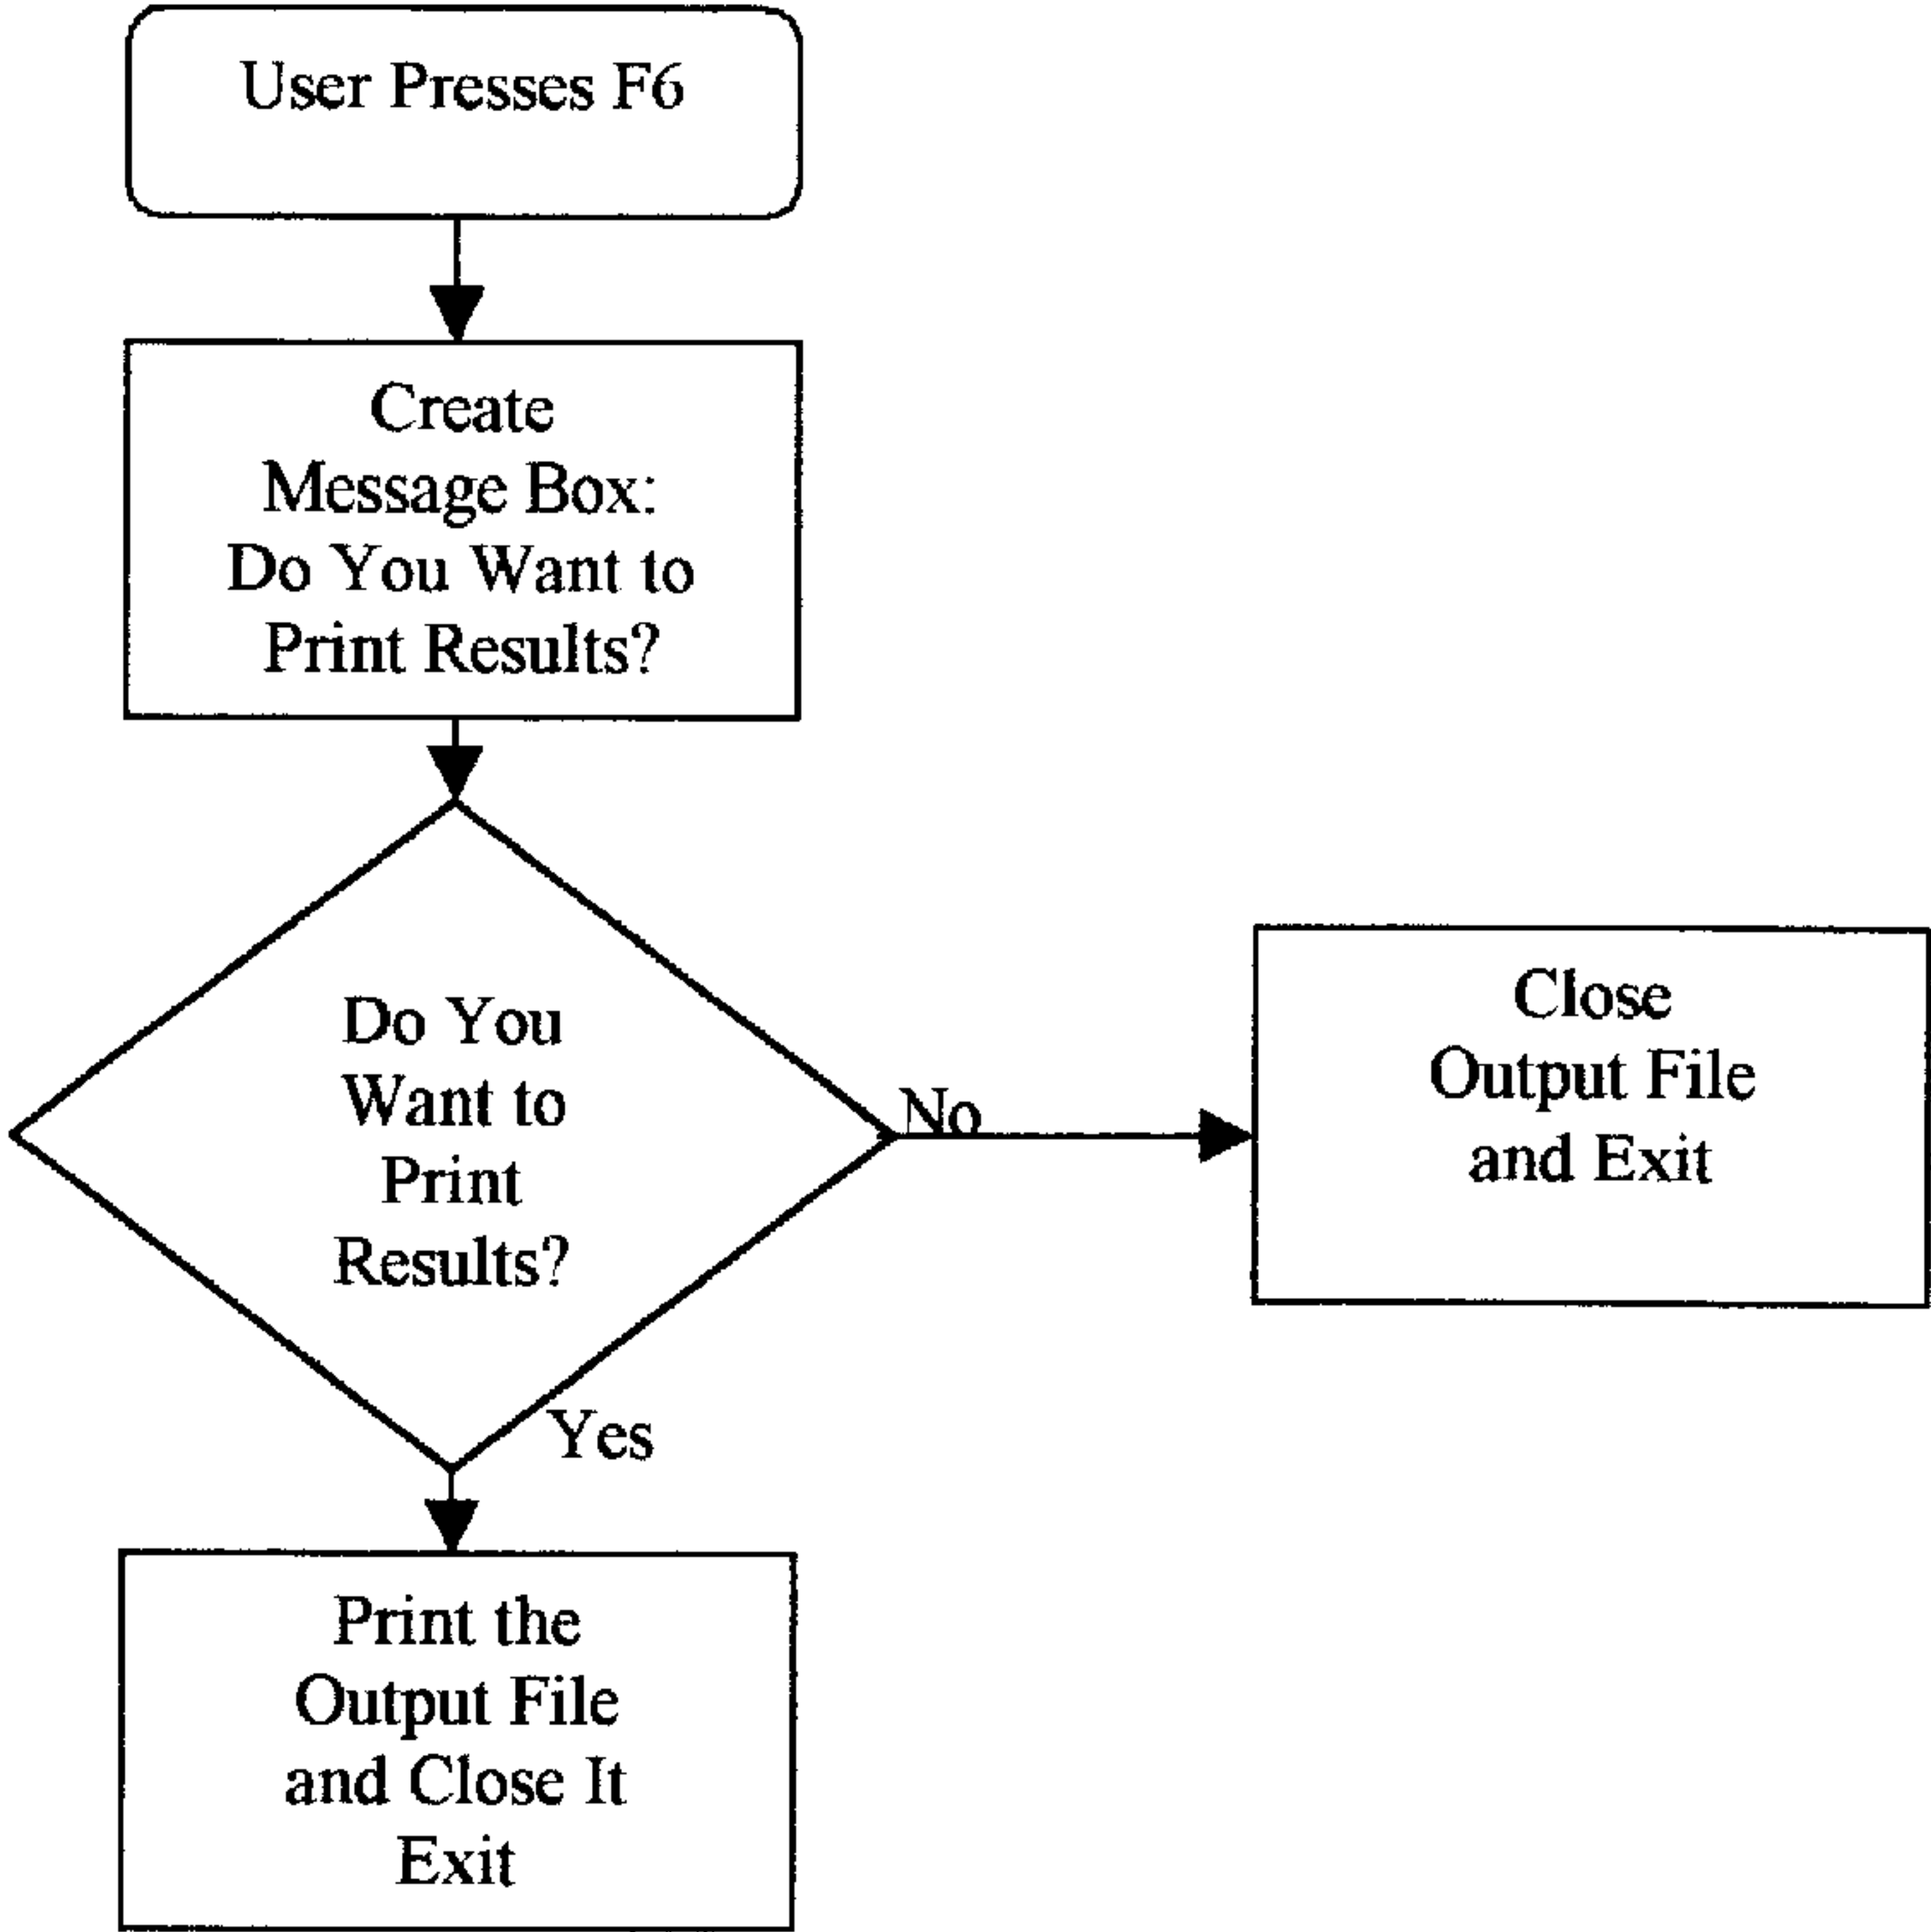 User Presses F6
Create
Message Box:
Do You Want to
Print Results?
Do You
Want to
Print
Results?
No
Close
Output File
and Exit
Yes
Print the
Output File
and Close It
Exit